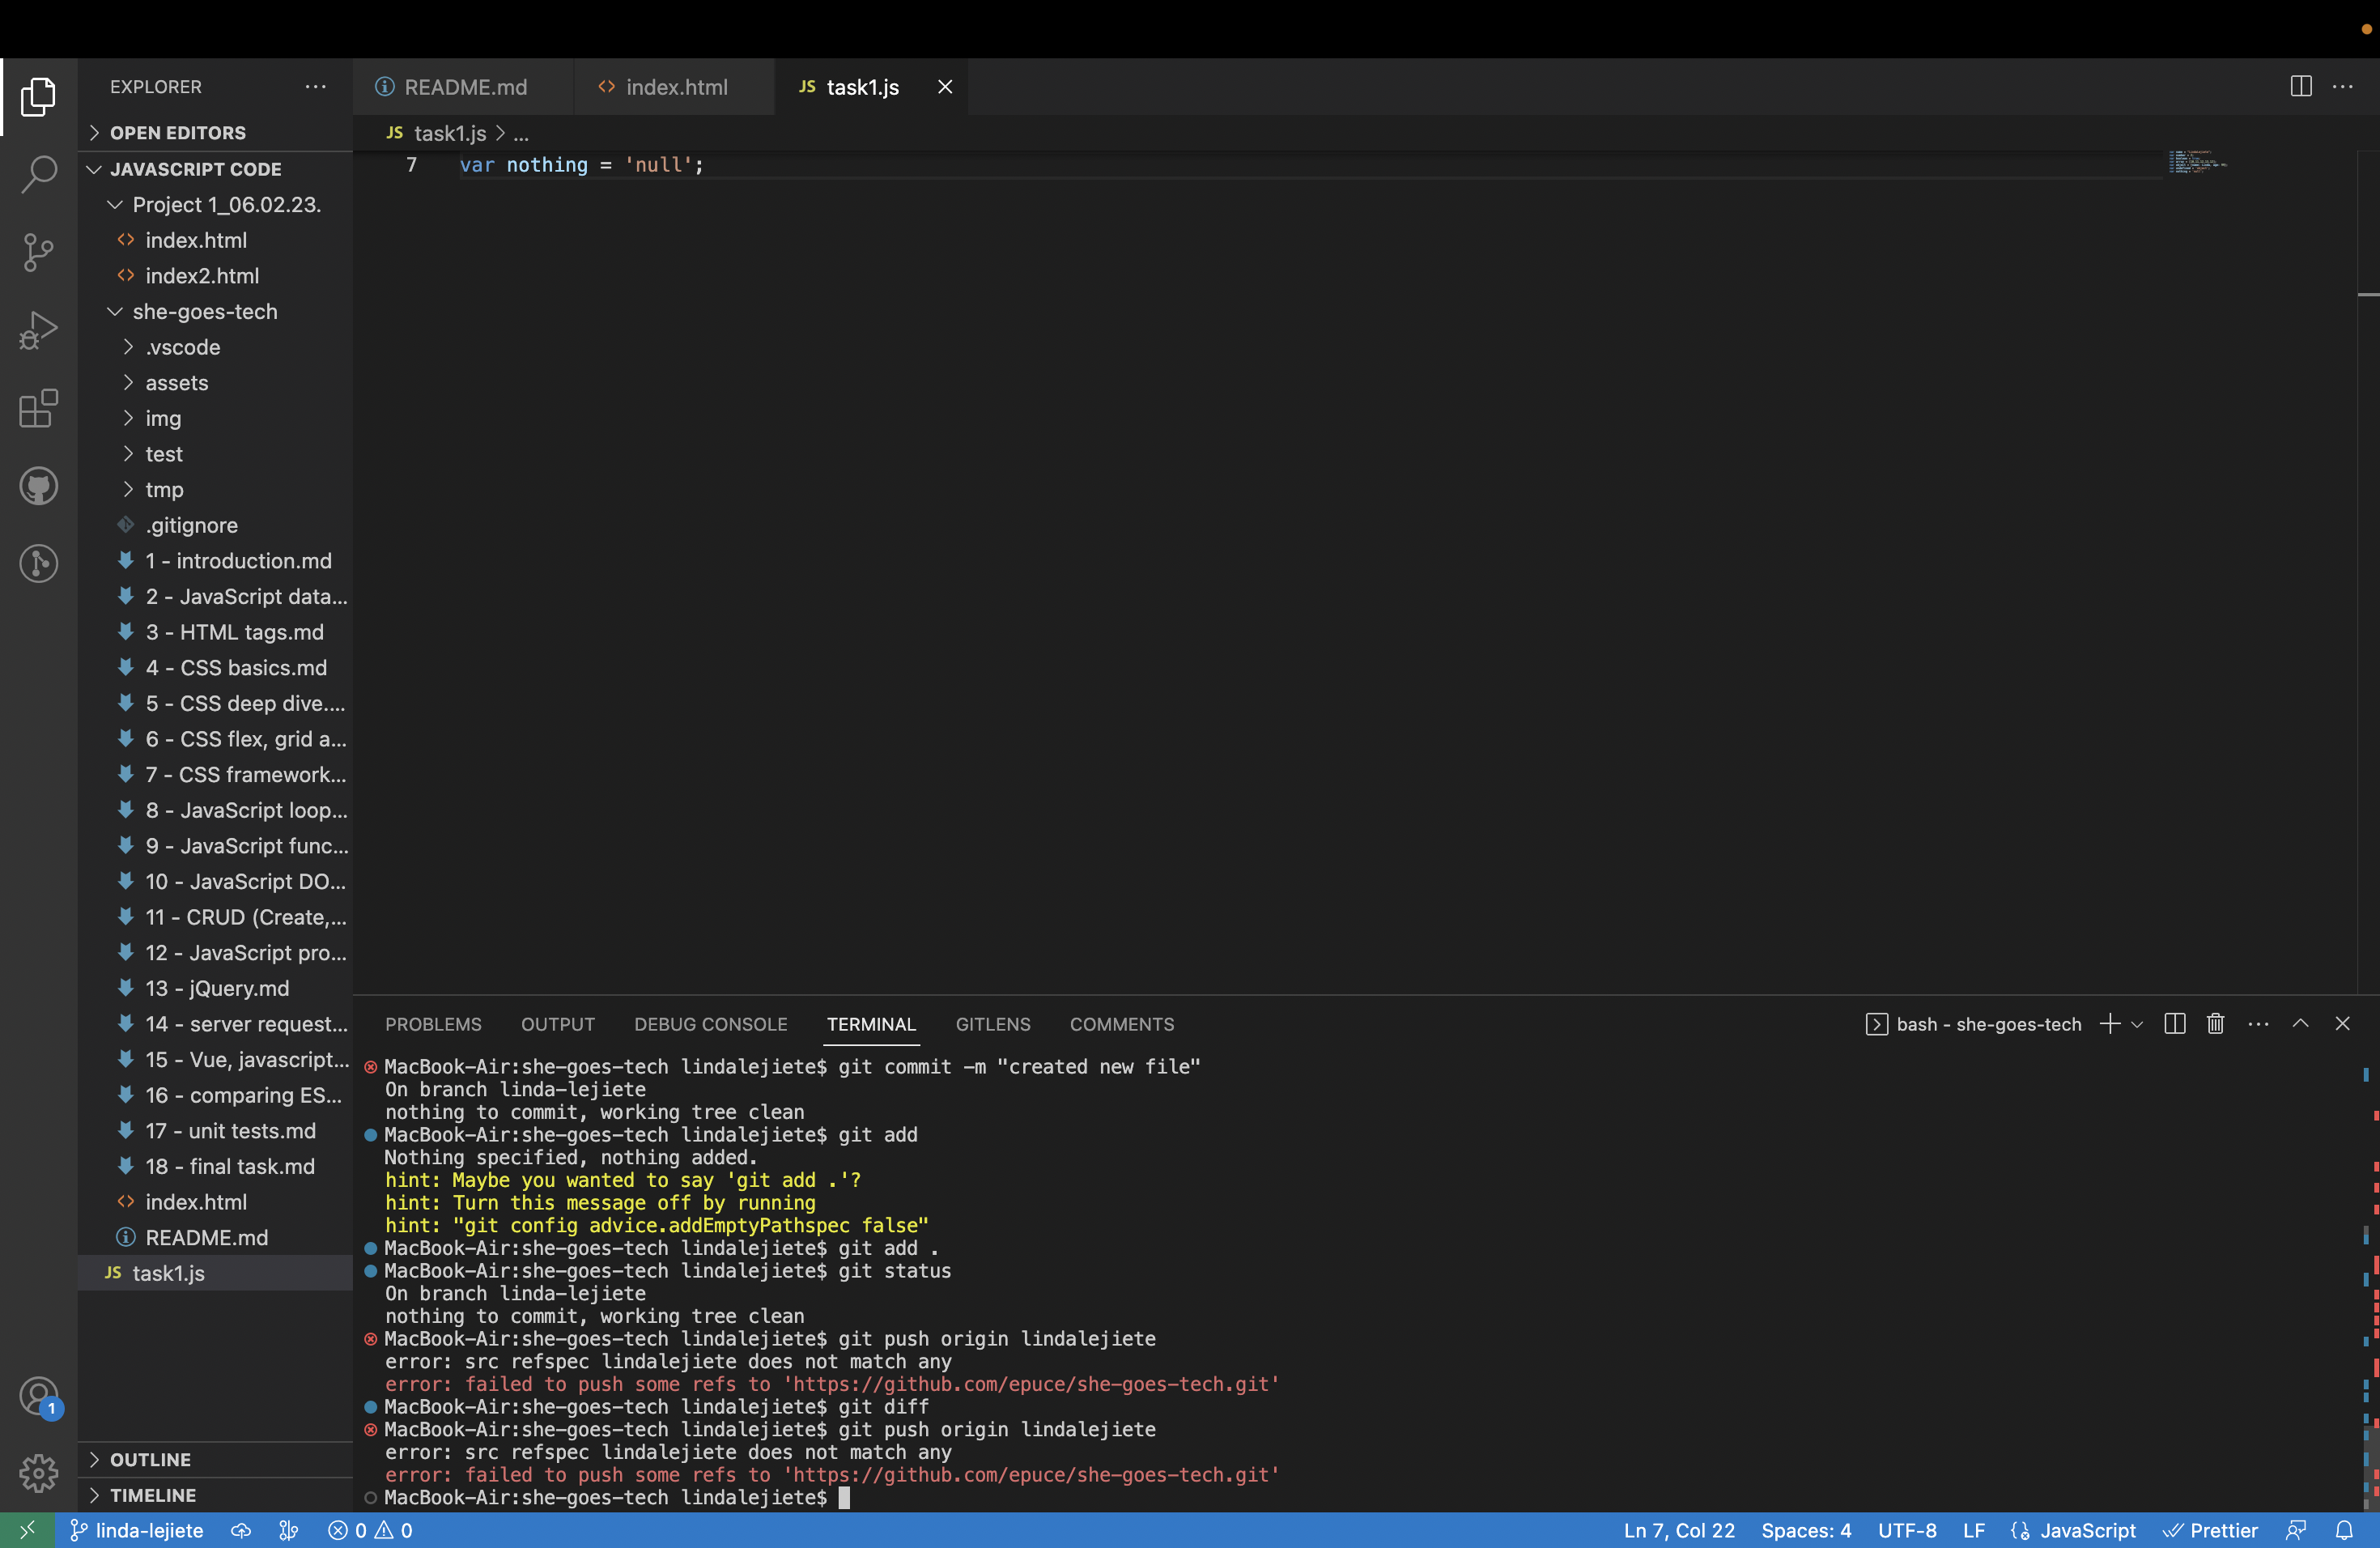 EXPLORER
README.md
index.html
JS task1.js
OPEN EDITORS
JS task1.js > ...
JAVASCRIPT CODE
7 var nothing = 'null';
Project 1_06.02.23.
index.html
index2.html
she-goes-tech
.vscode
assets
img
test
tmp
.gitignore
1 - introduction.md
2 - JavaScript data...
3 - HTML tags.md
4 - CSS basics.md
5 - CSS deep dive....
6 - CSS flex, grid a...
7 - CSS framework...
8 - JavaScript loop...
9 - JavaScript func...
10 - JavaScript DO...
11 - CRUD (Create,...
12 - JavaScript pro...
13 - jQuery.md
14 - server request...
15 - Vue, javascript...
16 - comparing ES...
17 - unit tests.md
18 - final task.md
index.html
README.md
JS task1.js
OUTLINE
TIMELINE
PROBLEMS OUTPUT DEBUG CONSOLE TERMINAL GITLENS COMMENTS
bash - she-goes-tech
MacBook-Air:she-goes-tech lindalejiete$ git commit -m "created new file"
On branch linda-lejiete
nothing to commit, working tree clean
MacBook-Air:she-goes-tech lindalejiete$ git add
Nothing specified, nothing added.
hint: Maybe you wanted to say 'git add .'?
hint: Turn this message off by running
hint: "git config advice.addEmptyPathspec false"
MacBook-Air:she-goes-tech lindalejiete$ git add .
MacBook-Air:she-goes-tech lindalejiete$ git status
On branch linda-lejiete
nothing to commit, working tree clean
MacBook-Air:she-goes-tech lindalejiete$ git push origin lindalejiete
error: src refspec lindalejiete does not match any
error: failed to push some refs to 'https://github.com/epuce/she-goes-tech.git'
MacBook-Air:she-goes-tech lindalejiete$ git diff
MacBook-Air:she-goes-tech lindalejiete$ git push origin lindalejiete
error: src refspec lindalejiete does not match any
error: failed to push some refs to 'https://github.com/epuce/she-goes-tech.git'
MacBook-Air:she-goes-tech lindalejiete$
1
linda-lejiete 0 0 Ln 7, Col 22 Spaces: 4 UTF-8 LF JavaScript Prettier